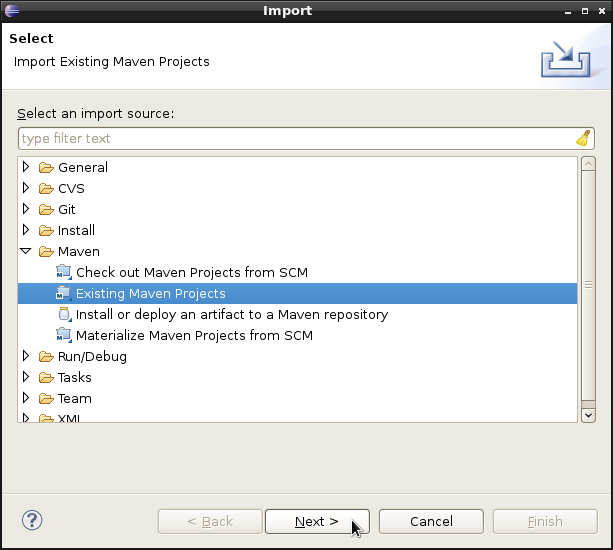 Import
Select
Import Existing Maven Projects
Select an import source:
type filter text
General
CVS
Git
Install
Maven
Check out Maven Projects from SCM
Existing Maven Projects
Install or deploy an artifact to a Maven repository
Materialize Maven Projects from SCM
Run/Debug
Tasks
Team
XML
< Back
Next >
Cancel
Finish